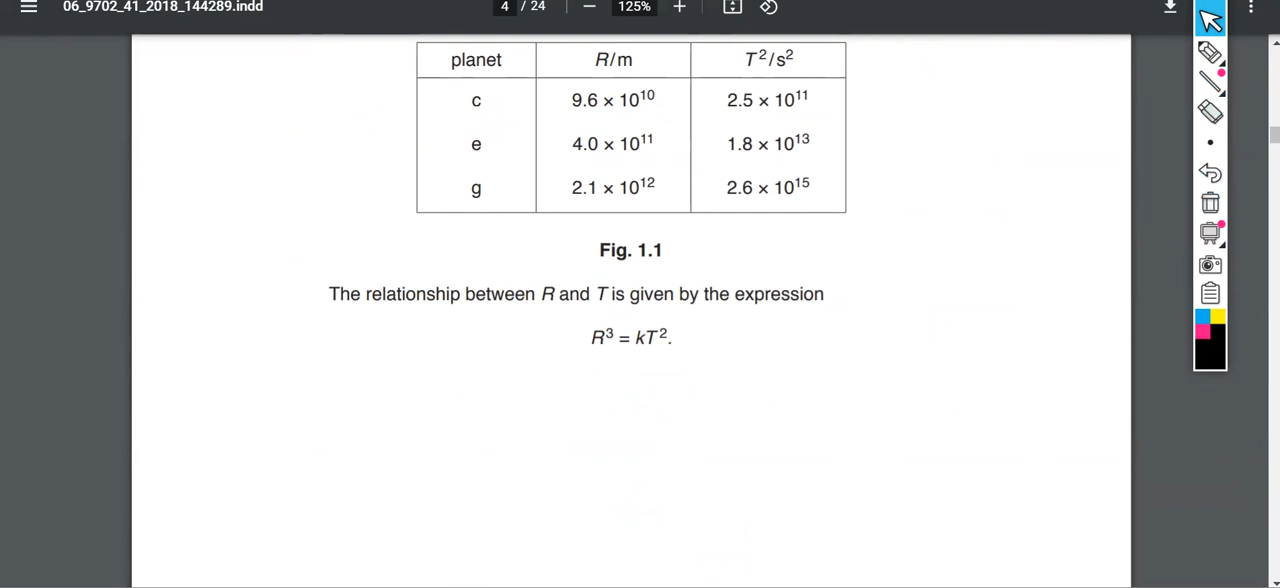 06_9702_41_2018_144289.indd 4 / 24 − 125% +
planet R/m T²/s²
c 9.6 × 10¹⁰ 2.5 × 10¹¹
e 4.0 × 10¹¹ 1.8 × 10¹³
g 2.1 × 10¹² 2.6 × 10¹⁵
Fig. 1.1
The relationship between R and T is given by the expression
R³ = kT².